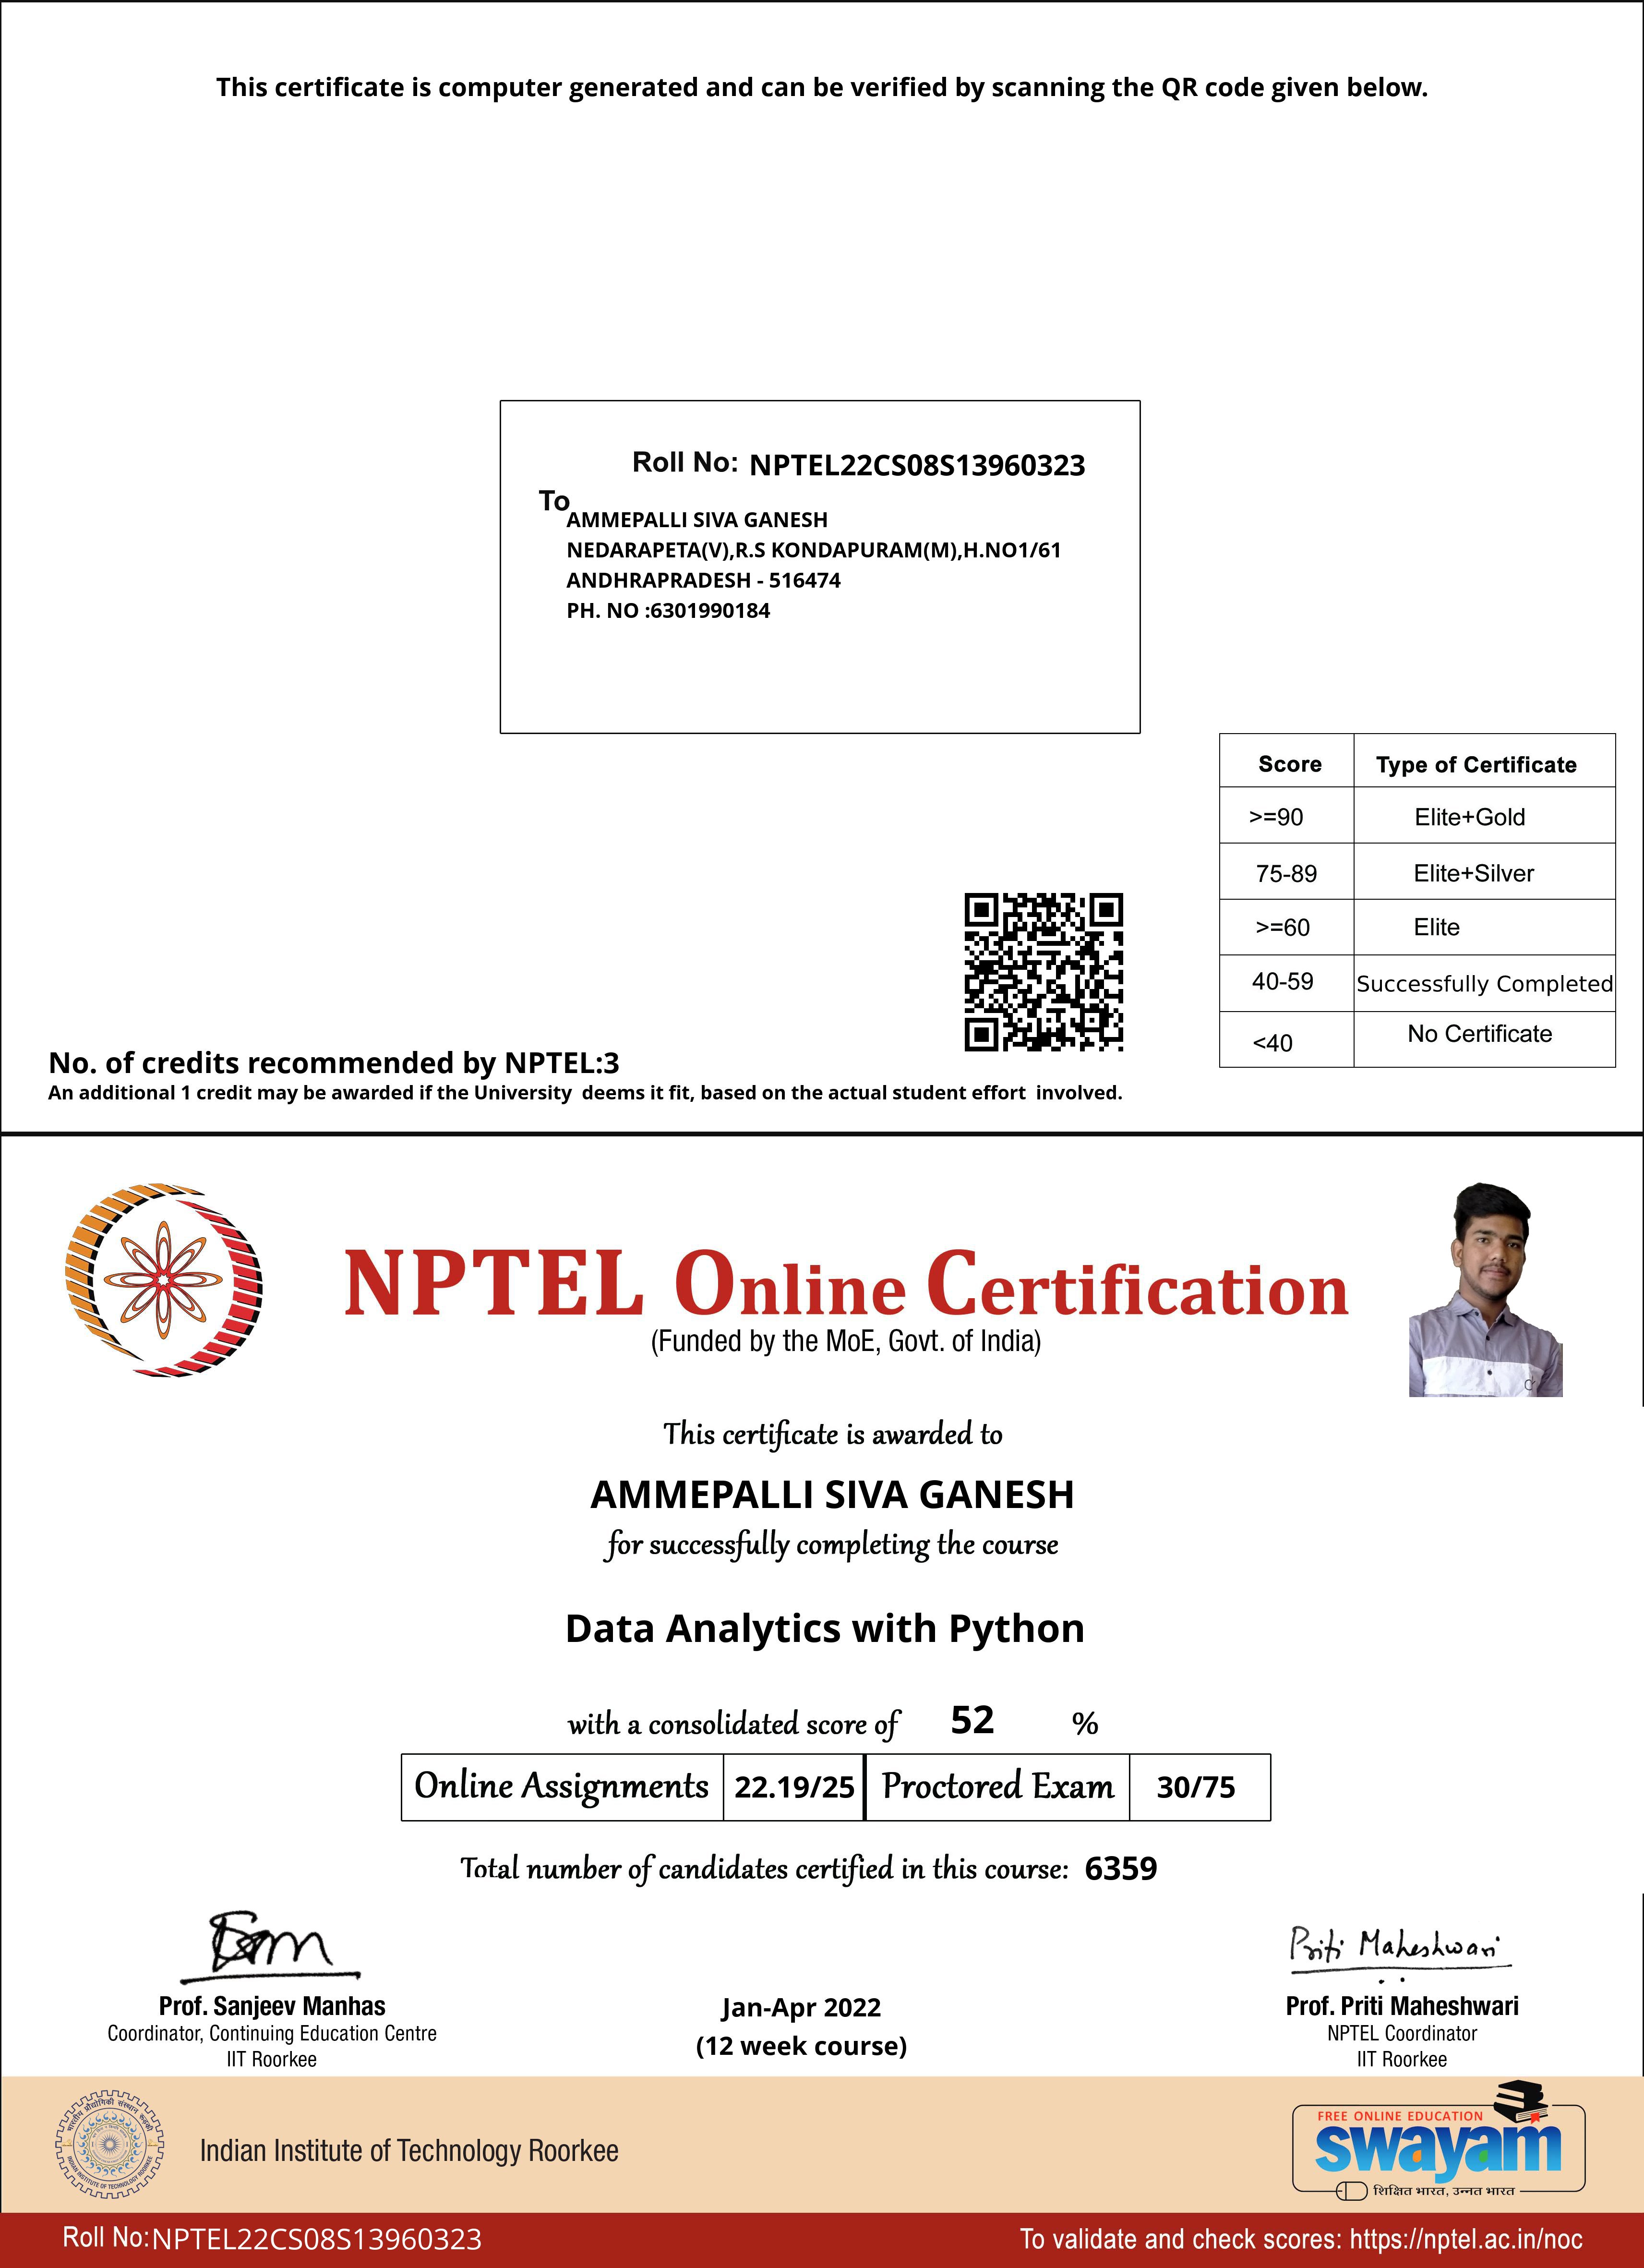 This certificate is computer generated and can be verified by scanning the QR code given below.
Roll No: NPTEL22CS08S13960323
To
AMMEPALLI SIVA GANESH
NEDARAPETA(V),R.S KONDAPURAM(M),H.NO1/61
ANDHRAPRADESH - 516474
PH. NO :6301990184
Score Type of Certificate
>=90 Elite+Gold
75-89 Elite+Silver
>=60 Elite
40-59 Successfully Completed
<40 No Certificate
No. of credits recommended by NPTEL:3
An additional 1 credit may be awarded if the University deems it fit, based on the actual student effort involved.
NPTEL Online Certification
(Funded by the MoE, Govt. of India)
This certificate is awarded to
AMMEPALLI SIVA GANESH
for successfully completing the course
Data Analytics with Python
with a consolidated score of 52 %
Online Assignments 22.19/25 Proctored Exam 30/75
Total number of candidates certified in this course: 6359
Priti Maheshwari
Prof. Sanjeev Manhas
Coordinator, Continuing Education Centre
IIT Roorkee
Jan-Apr 2022
(12 week course)
Prof. Priti Maheshwari
NPTEL Coordinator
IIT Roorkee
भारतीय प्रौद्योगिकी संस्थान रुड़की
INDIAN INSTITUTE OF TECHNOLOGY ROORKEE
Indian Institute of Technology Roorkee
FREE ONLINE EDUCATION
swayam
शिक्षित भारत, उन्नत भारत
Roll No:NPTEL22CS08S13960323
To validate and check scores: https://nptel.ac.in/noc